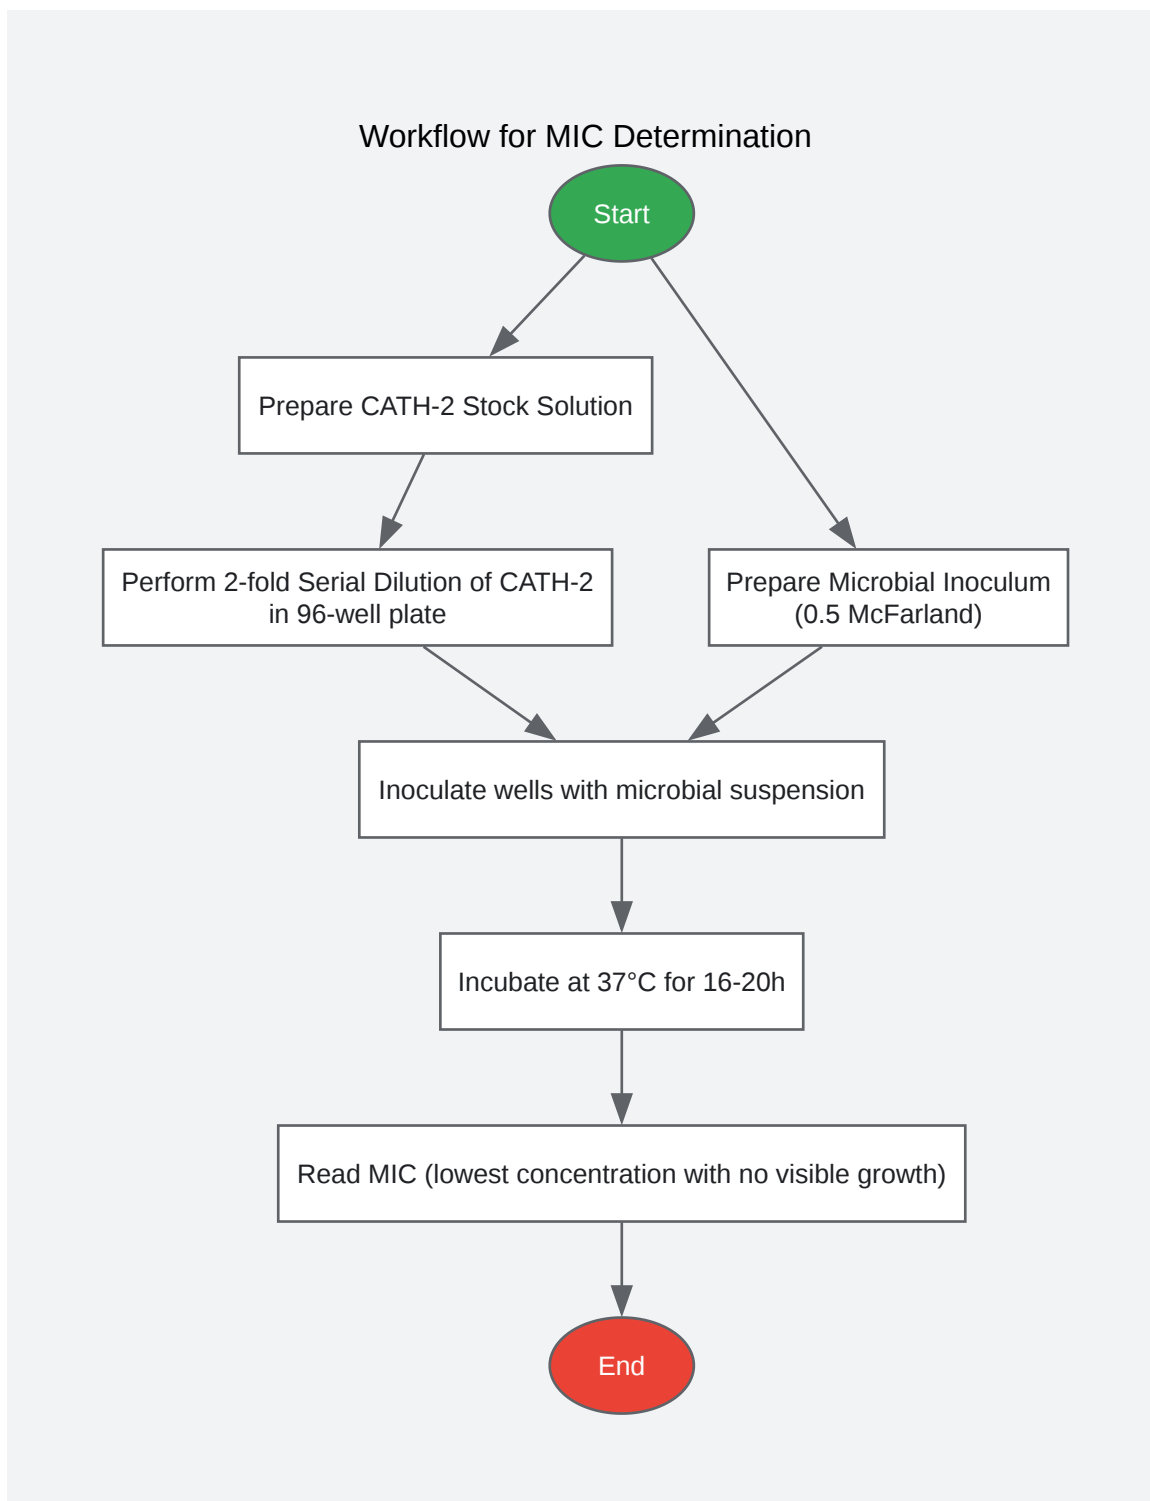 Workflow for MIC Determination
Start
Prepare CATH-2 Stock Solution
Perform 2-fold Serial Dilution of CATH-2
in 96-well plate
Prepare Microbial Inoculum
(0.5 McFarland)
Inoculate wells with microbial suspension
Incubate at 37°C for 16-20h
Read MIC (lowest concentration with no visible growth)
End